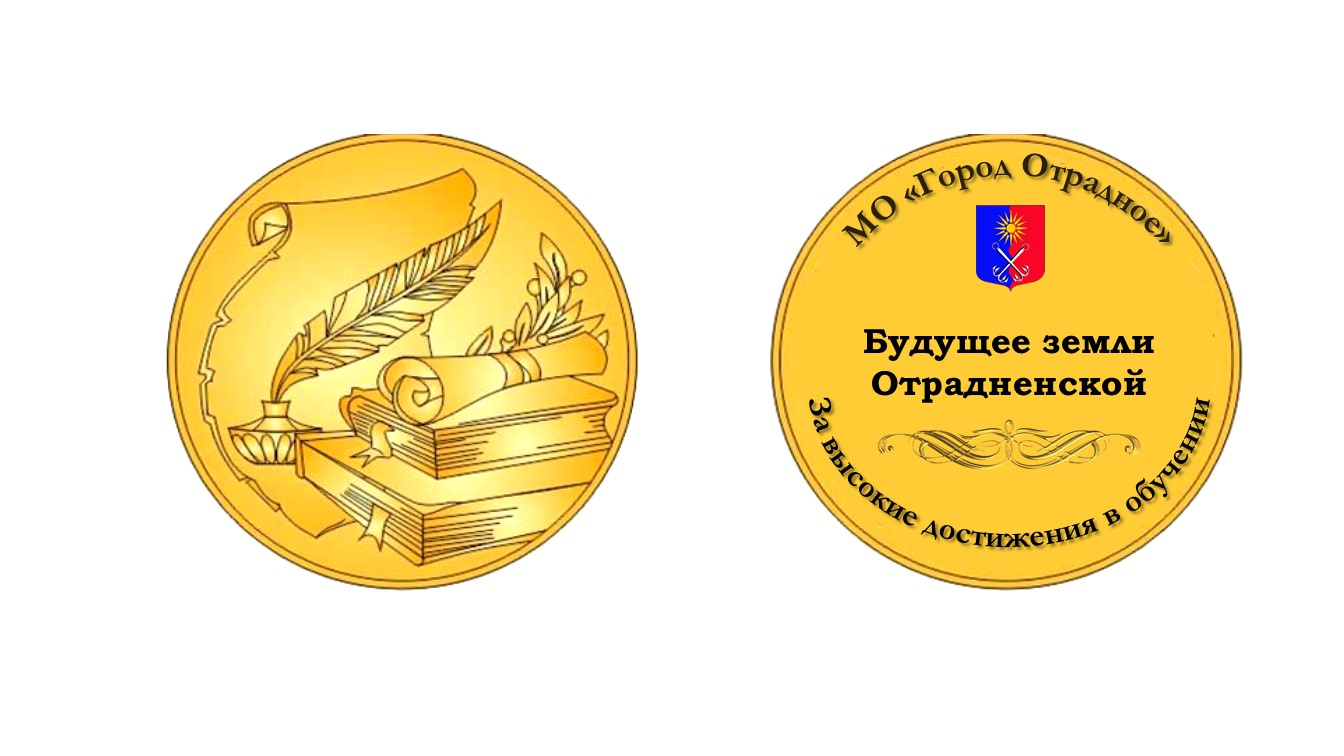 МО «Город Отрадное»
Будущее земли
Отрадненской
За высокие достижения в обучении